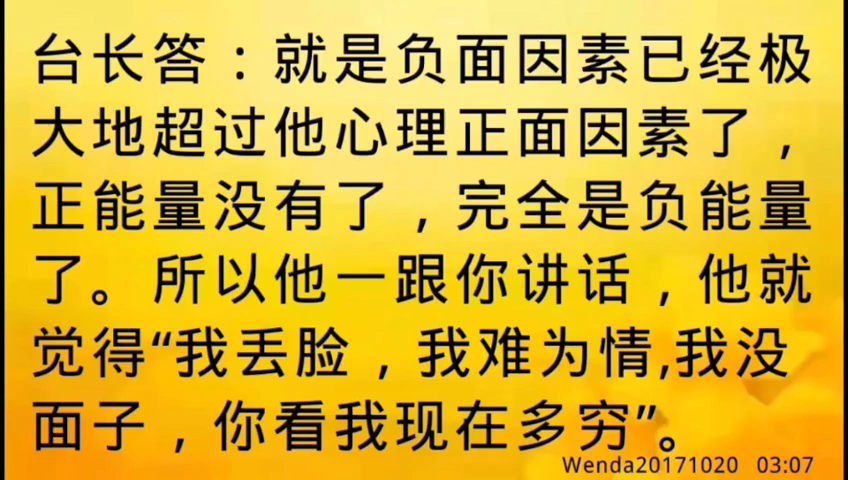 台长答：就是负面因素已经极
大地超过他心理正面因素了，
正能量没有了，完全是负能量
了。所以他一跟你讲话，他就
觉得“我丢脸，我难为情,我没
面子，你看我现在多穷”。
Wenda20171020 03:07